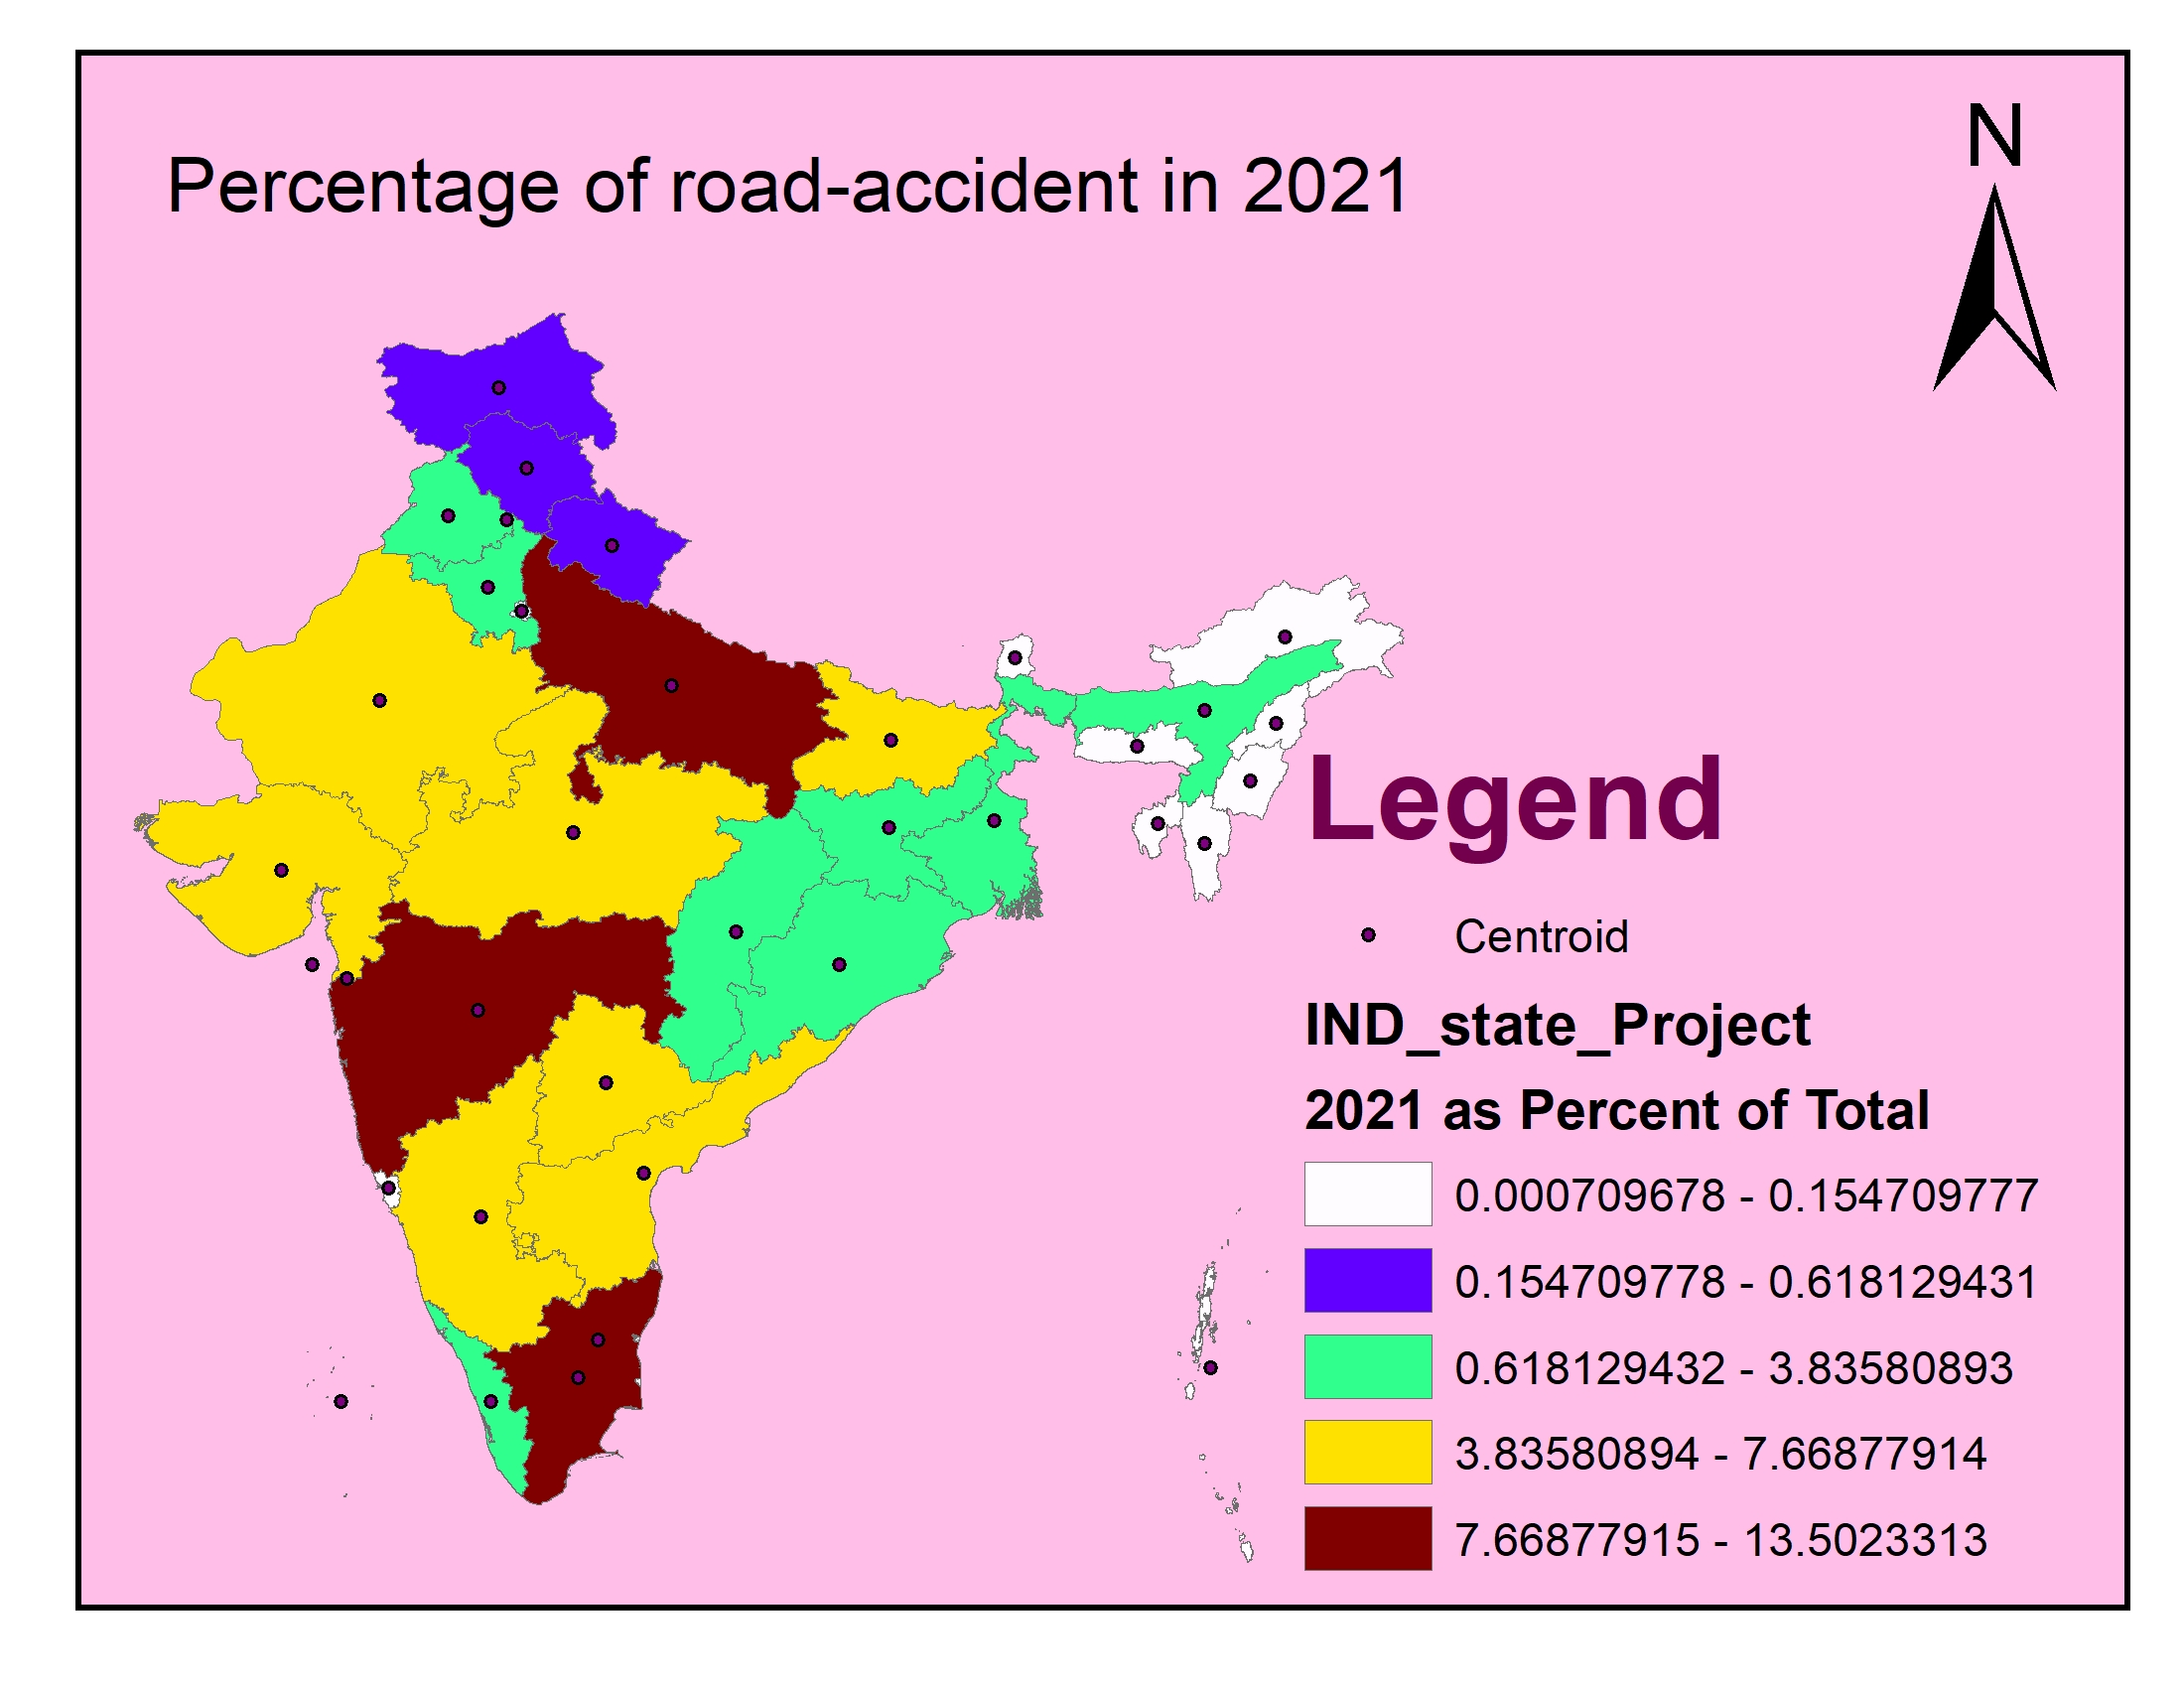 N
Percentage of road-accident in 2021
Legend
Centroid
IND_state_Project
2021 as Percent of Total
0.000709678 - 0.154709777
0.154709778 - 0.618129431
0.618129432 - 3.83580893
3.83580894 - 7.66877914
7.66877915 - 13.5023313